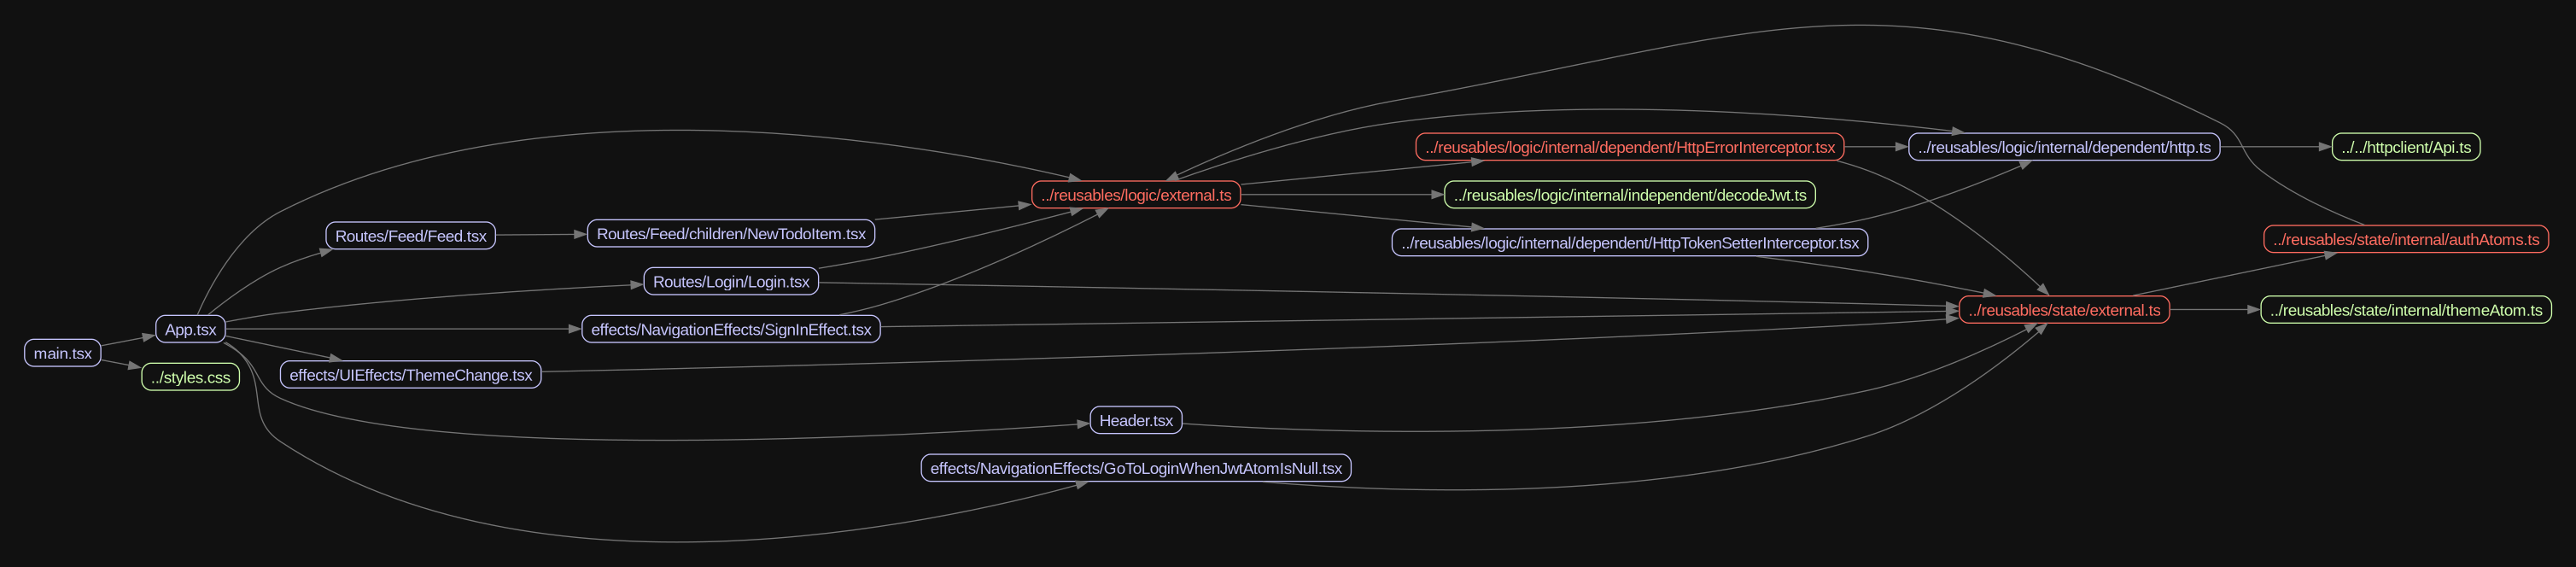 ../reusables/logic/internal/dependent/HttpErrorInterceptor.tsx
../reusables/logic/internal/dependent/http.ts
../../httpclient/Api.ts
../reusables/logic/external.ts
../reusables/logic/internal/independent/decodeJwt.ts
Routes/Feed/Feed.tsx
Routes/Feed/children/NewTodoItem.tsx
../reusables/logic/internal/dependent/HttpTokenSetterInterceptor.tsx
../reusables/state/internal/authAtoms.ts
Routes/Login/Login.tsx
App.tsx
effects/NavigationEffects/SignInEffect.tsx
../reusables/state/external.ts
../reusables/state/internal/themeAtom.ts
main.tsx
../styles.css
effects/UIEffects/ThemeChange.tsx
Header.tsx
effects/NavigationEffects/GoToLoginWhenJwtAtomIsNull.tsx